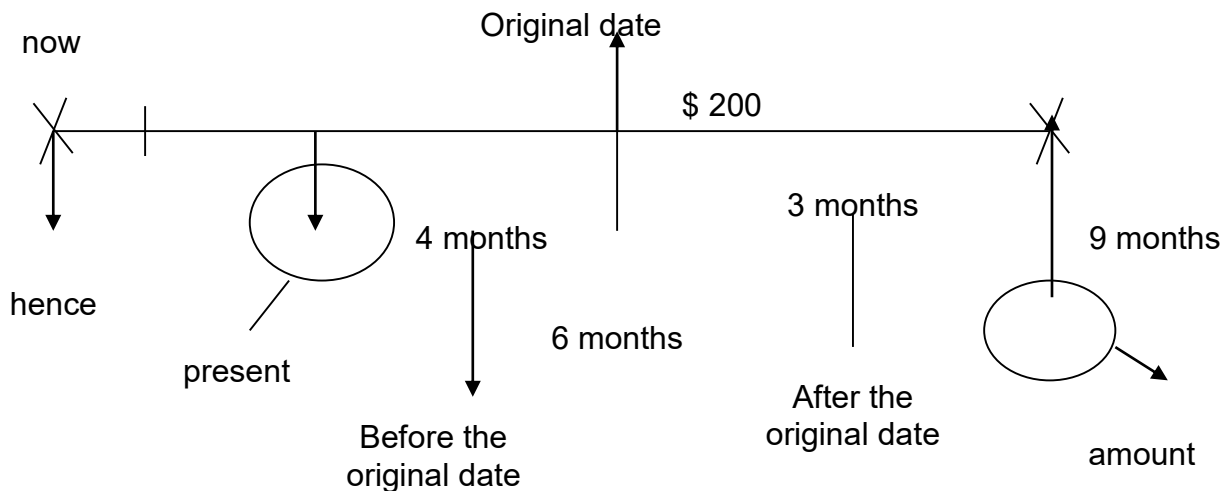 Original date
now
$ 200
3 months
4 months
9 months
hence
6 months
present
After the
original date
Before the
original date
amount